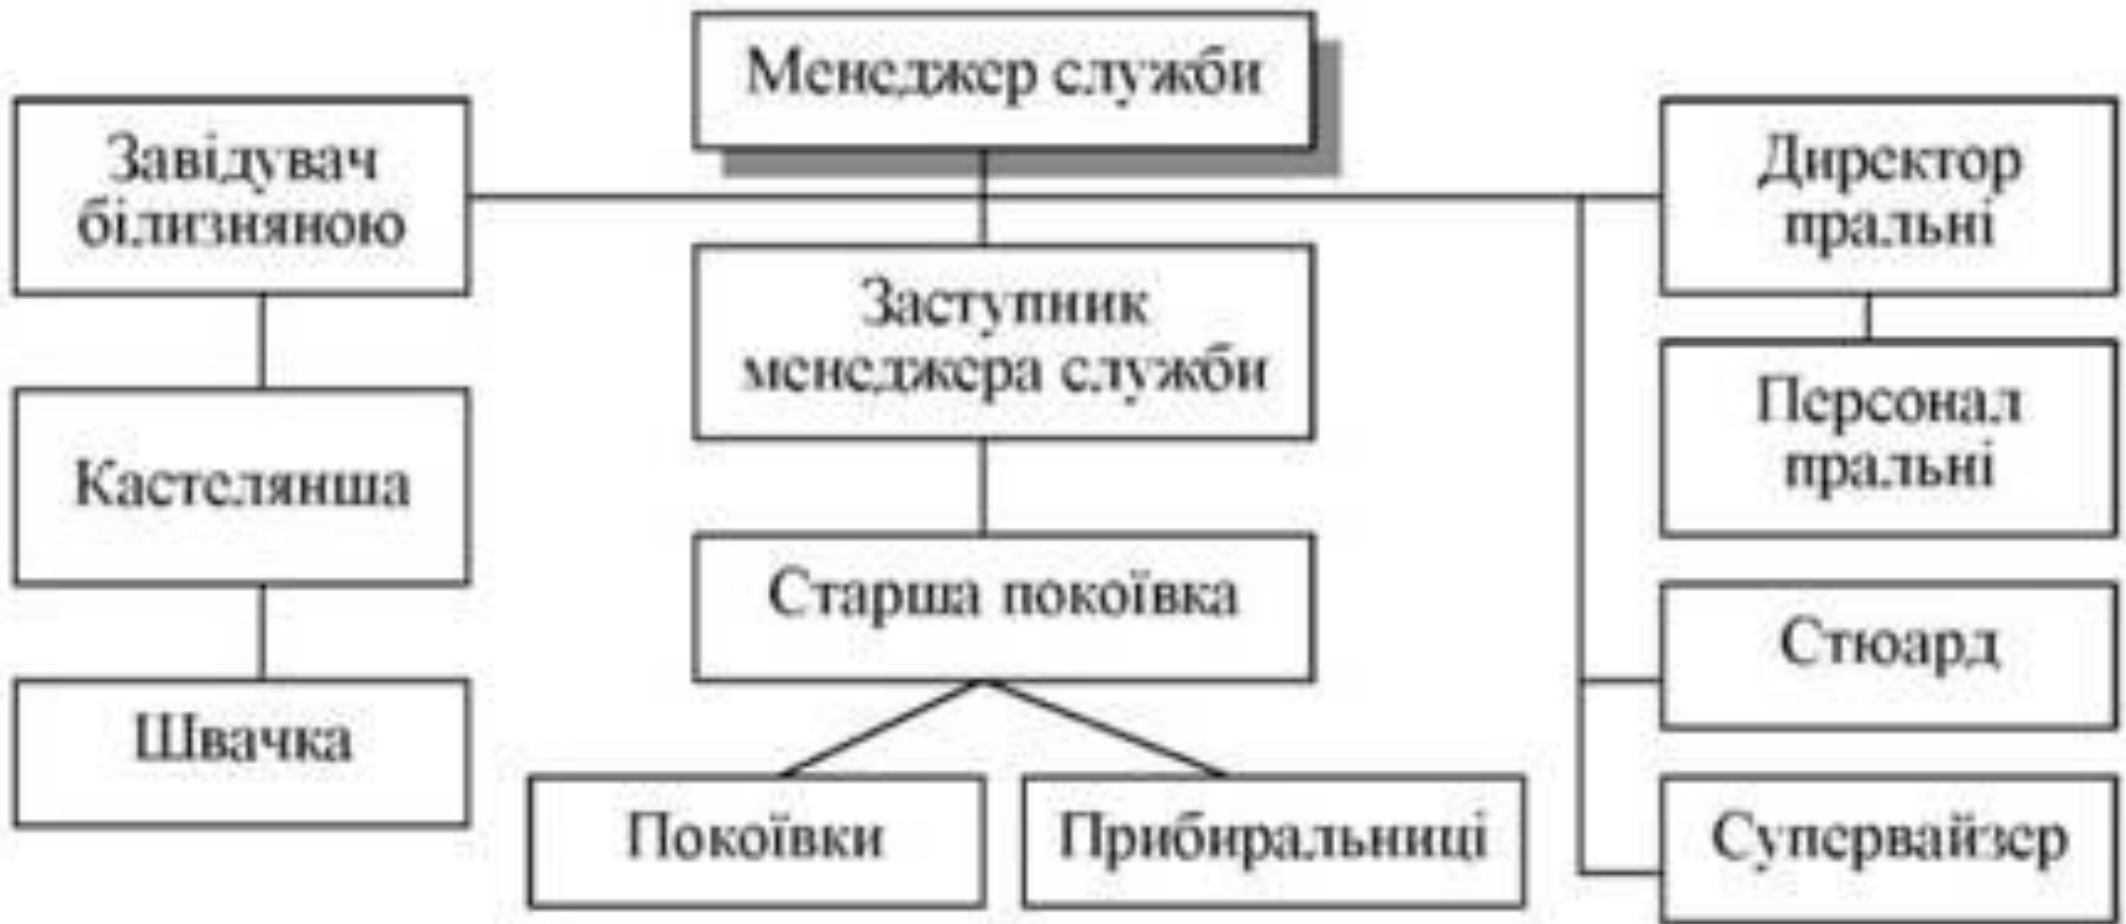 Менеджер служби
Завідувач
білизняною
Директор
пральні
Заступник
менеджера служби
Персонал
пральні
Кастелянша
Старша покоївка
Стюард
Швачка
Покоївки
Прибиральниці
Супервайзер